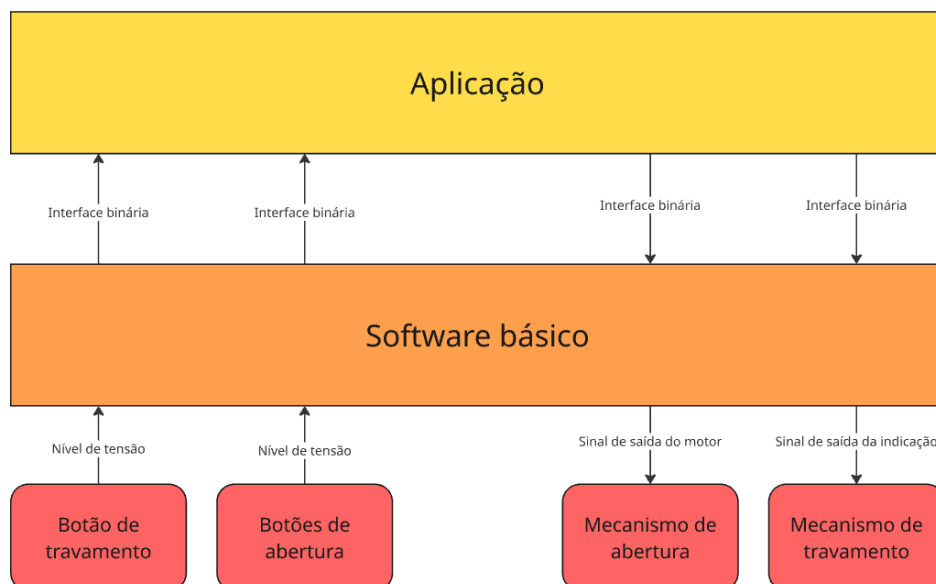 Aplicação
Interface binária
Interface binária
Interface binária
Interface binária
Software básico
Nível de tensão
Nível de tensão
Sinal de saída do motor
Sinal de saída da indicação
Botão de
travamento
Botões de
abertura
Mecanismo de
abertura
Mecanismo de
travamento